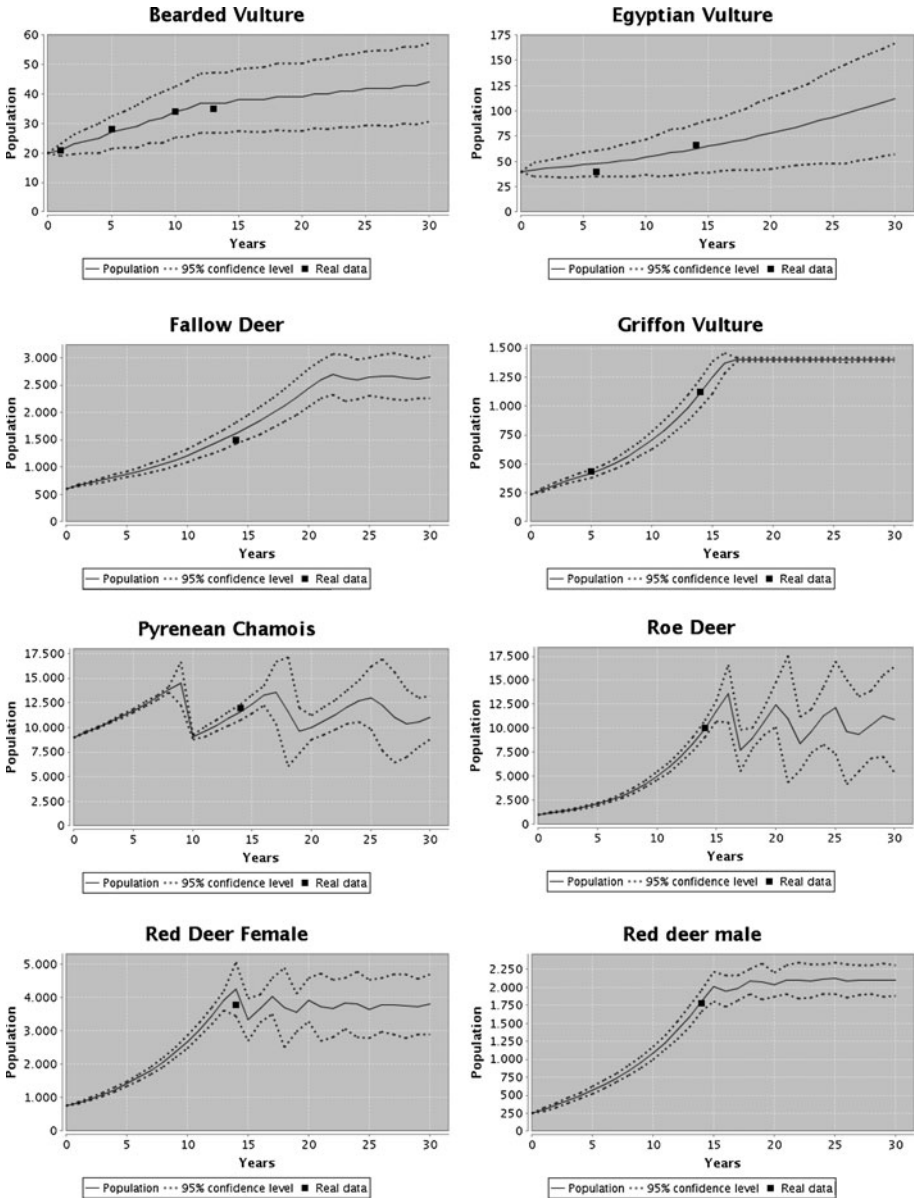 Bearded Vulture
Population
60
50
40
30
20
10
0
0 5 10 15 20 25 30
Years
Population 95% confidence level Real data
Egyptian Vulture
Population
175
150
125
100
75
50
25
0
0 5 10 15 20 25 30
Years
Population 95% confidence level Real data
Fallow Deer
Population
3.000
2.500
2.000
1.500
1.000
500
0
0 5 10 15 20 25 30
Years
Population 95% confidence level Real data
Griffon Vulture
Population
1.500
1.250
1.000
750
500
250
0
0 5 10 15 20 25 30
Years
Population 95% confidence level Real data
Pyrenean Chamois
Population
17.500
15.000
12.500
10.000
7.500
5.000
2.500
0
0 5 10 15 20 25 30
Years
Population 95% confidence level Real data
Roe Deer
Population
17.500
15.000
12.500
10.000
7.500
5.000
2.500
0
0 5 10 15 20 25 30
Years
Population 95% confidence level Real data
Red Deer Female
Population
5.000
4.000
3.000
2.000
1.000
0
0 5 10 15 20 25 30
Years
Population 95% confidence level Real data
Red deer male
Population
2.250
2.000
1.750
1.500
1.250
1.000
750
500
250
0
0 5 10 15 20 25 30
Years
Population 95% confidence level Real data